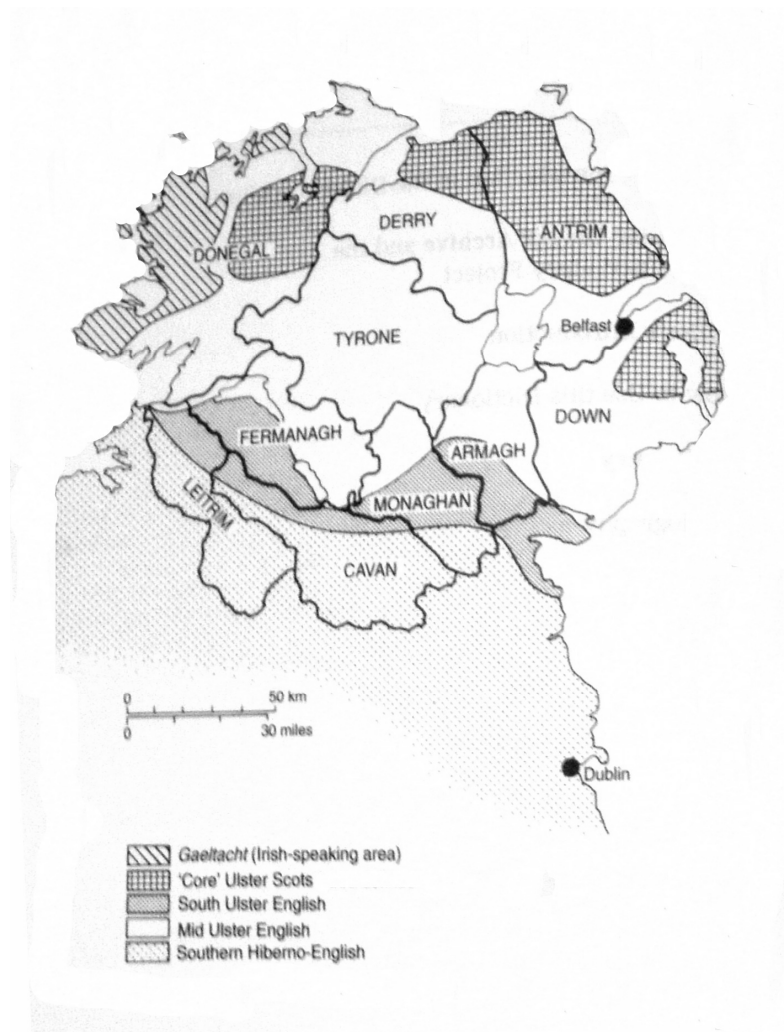 DERRY
ANTRIM
DONEGAL
Belfast
TYRONE
DOWN
FERMANAGH
ARMAGH
LEITRIM
MONAGHAN
CAVAN
0 50 km
0 30 miles
Dublin
Gaeltacht (Irish-speaking area)
'Core' Ulster Scots
South Ulster English
Mid Ulster English
Southern Hiberno-English